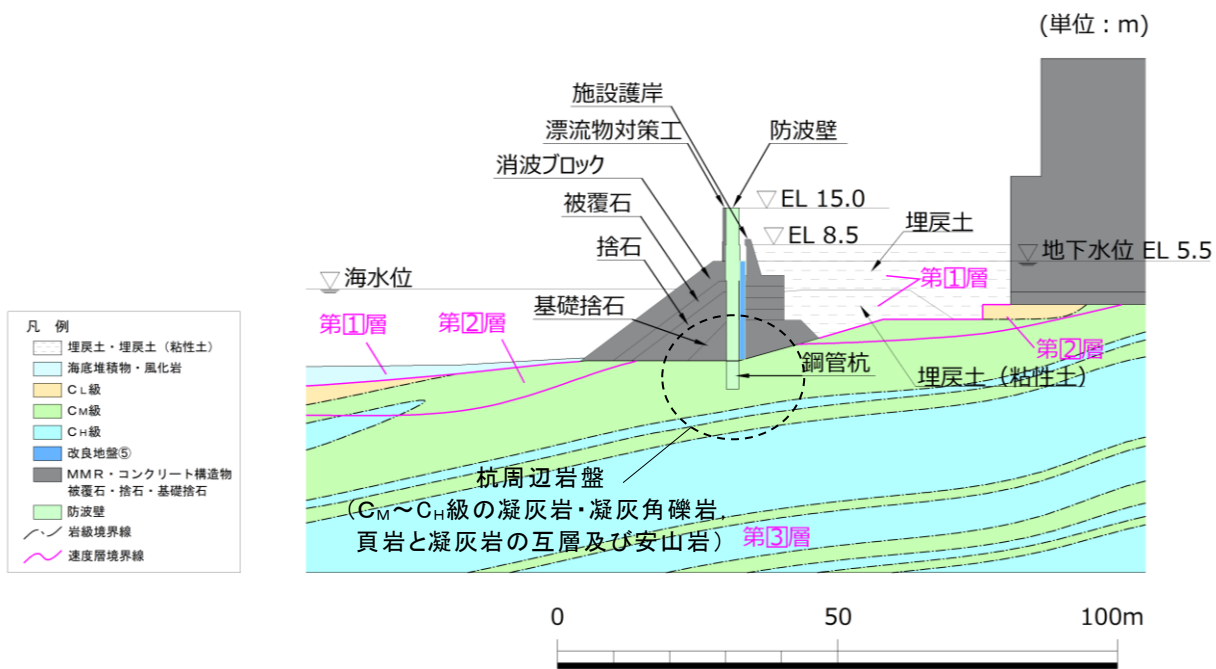 (単位：m)
施設護岸
漂流物対策工
防波壁
消波ブロック
EL 15.0
被覆石
EL 8.5
埋戻土
捨石
地下水位 EL 5.5
海水位
第1層
基礎捨石
第1層
第2層
第2層
鋼管杭
埋戻土（粘性土）
杭周辺岩盤
（CM～CH級の凝灰岩・凝灰角礫岩，
頁岩と凝灰岩の互層及び安山岩）
第3層
凡　例
埋戻土・埋戻土（粘性土）
海底堆積物・風化岩
CL級
CM級
CH級
改良地盤⑤
MMR・コンクリート構造物
被覆石・捨石・基礎捨石
防波壁
岩級境界線
速度層境界線
0 50 100m